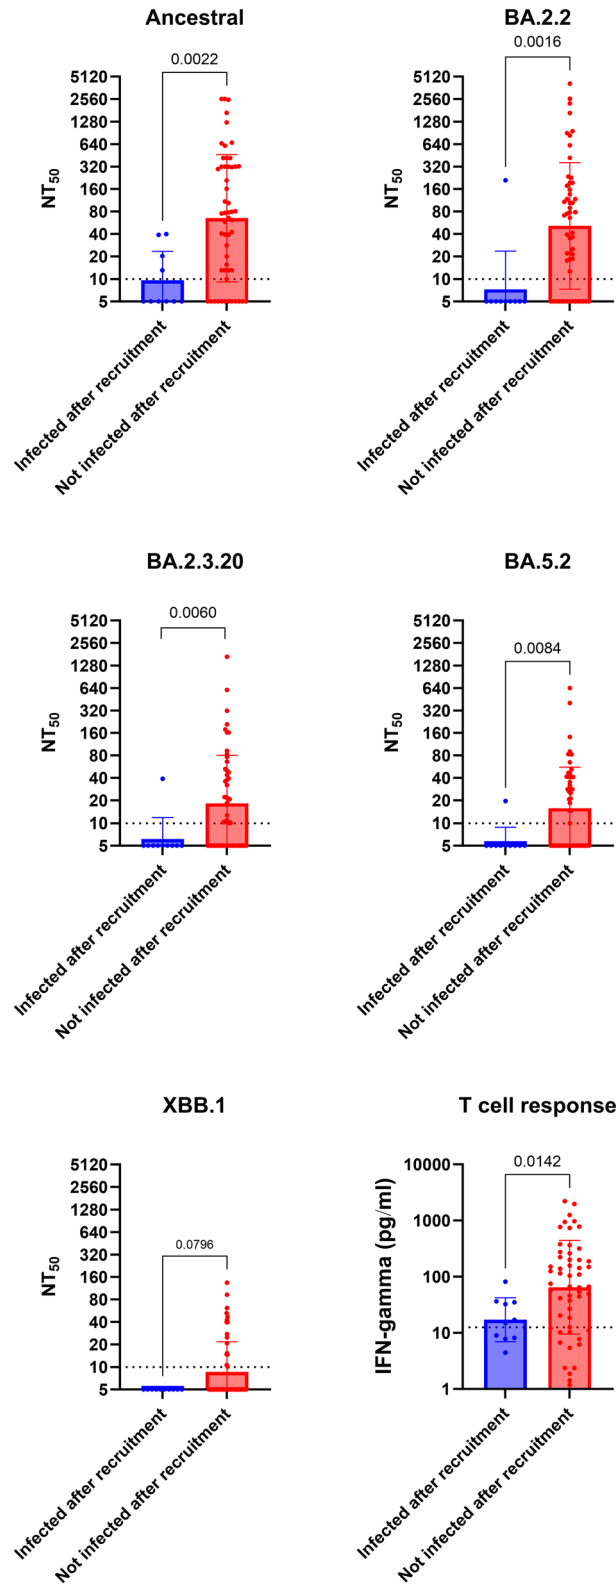 Ancestral
0.0022
NT50
5120
2560
1280
640
320
160
80
40
20
10
5
Infected after recruitment
Not infected after recruitment
BA.2.2
0.0016
NT50
5120
2560
1280
640
320
160
80
40
20
10
5
Infected after recruitment
Not infected after recruitment
BA.2.3.20
0.0060
NT50
5120
2560
1280
640
320
160
80
40
20
10
5
Infected after recruitment
Not infected after recruitment
BA.5.2
0.0084
NT50
5120
2560
1280
640
320
160
80
40
20
10
5
Infected after recruitment
Not infected after recruitment
XBB.1
0.0796
NT50
5120
2560
1280
640
320
160
80
40
20
10
5
Infected after recruitment
Not infected after recruitment
T cell response
0.0142
IFN-gamma (pg/ml)
10000
1000
100
10
1
Infected after recruitment
Not infected after recruitment